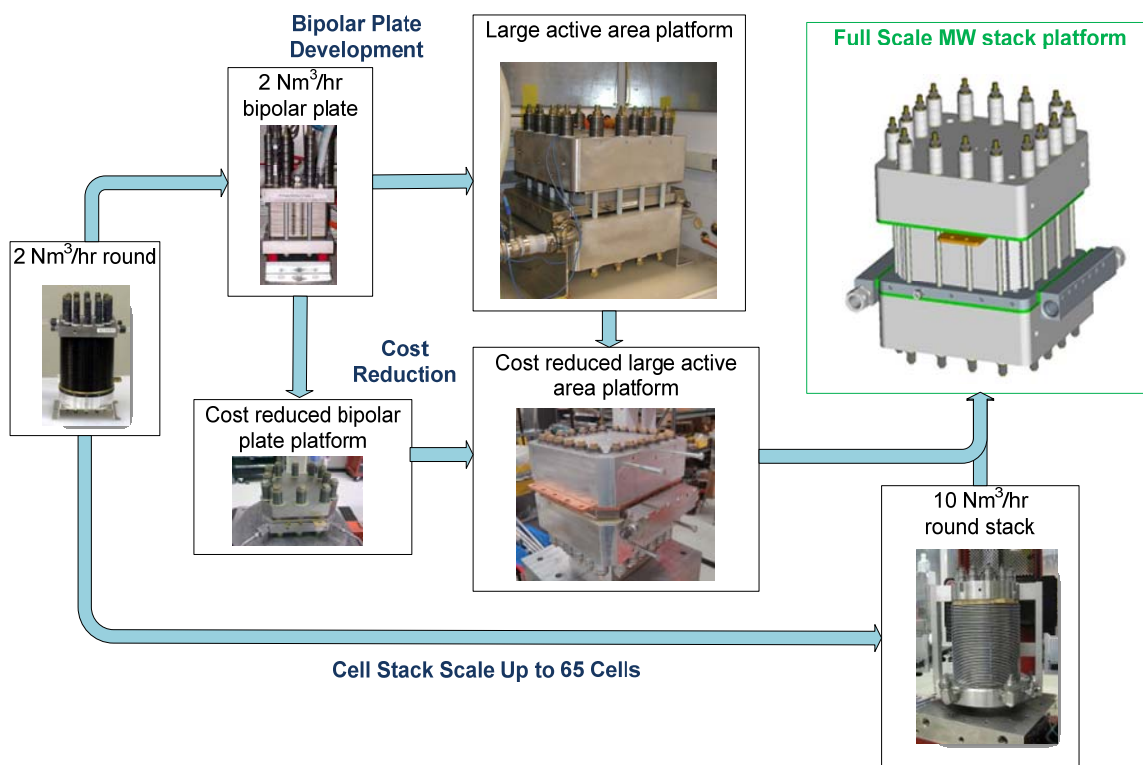 Bipolar Plate
Development
Large active area platform
Full Scale MW stack platform
2 Nm³/hr
bipolar plate
2 Nm³/hr round
Cost
Reduction
Cost reduced large active
area platform
Cost reduced bipolar
plate platform
10 Nm³/hr
round stack
Cell Stack Scale Up to 65 Cells